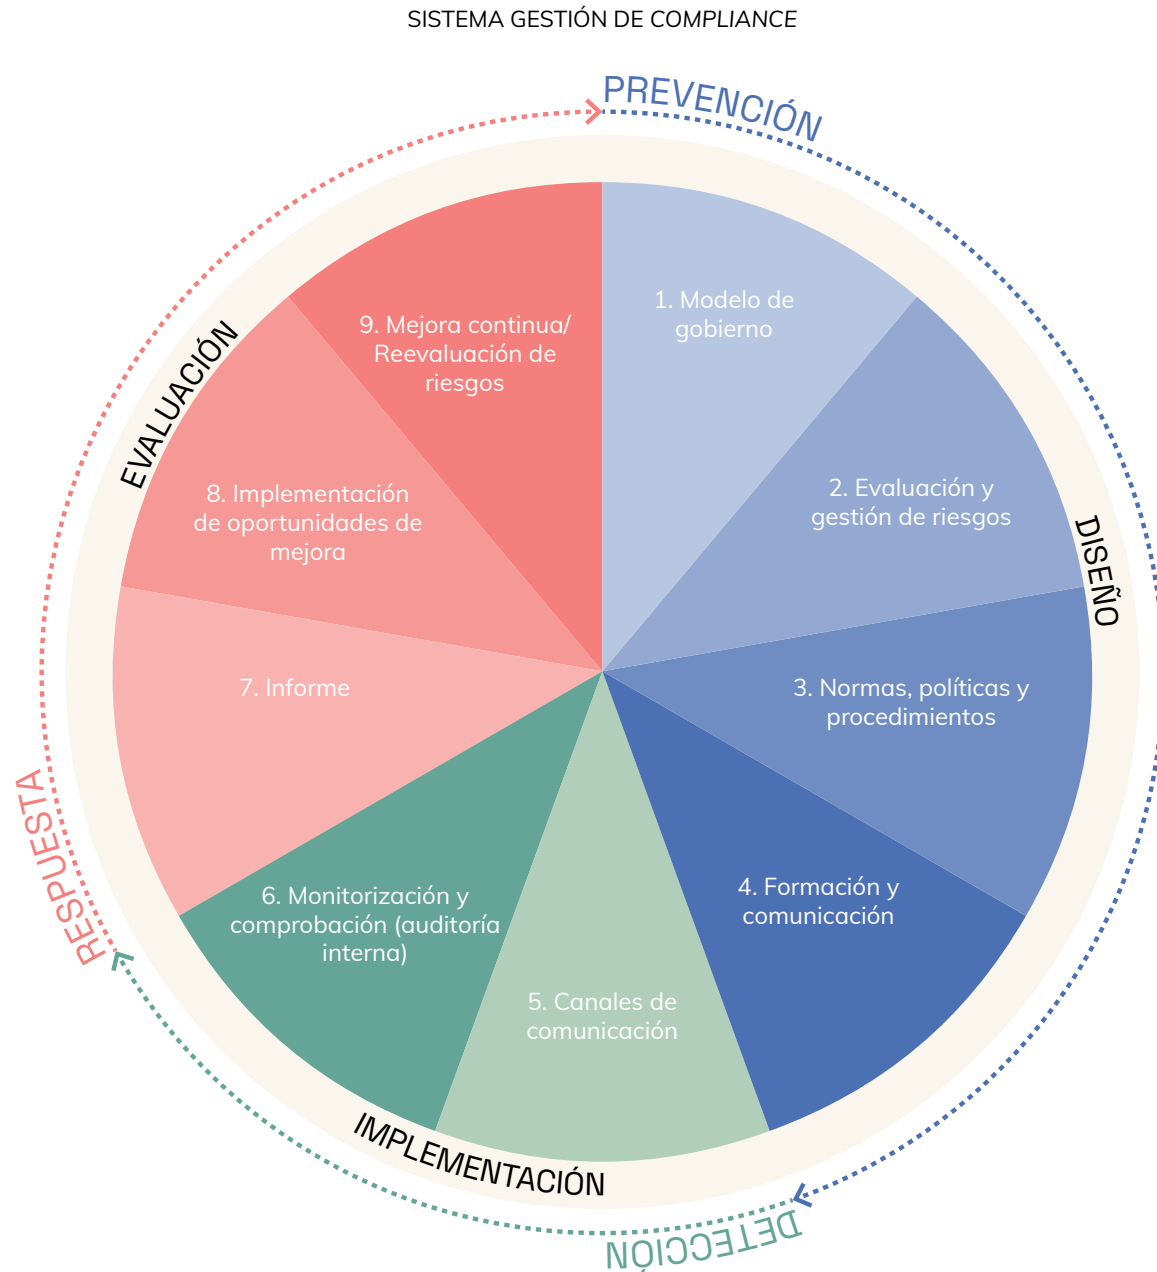 SISTEMA GESTIÓN DE COMPLIANCE
PREVENCIÓN
1. Modelo de
gobierno
2. Evaluación y
gestión de riesgos
DISEÑO
3. Normas, políticas y
procedimientos
4. Formación y
comunicación
DETECCIÓN
5. Canales de
comunicación
IMPLEMENTACIÓN
6. Monitorización y
comprobación (auditoría
interna)
RESPUESTA
7. Informe
8. Implementación
de oportunidades de
mejora
EVALUACIÓN
9. Mejora continua/
Reevaluación de
riesgos